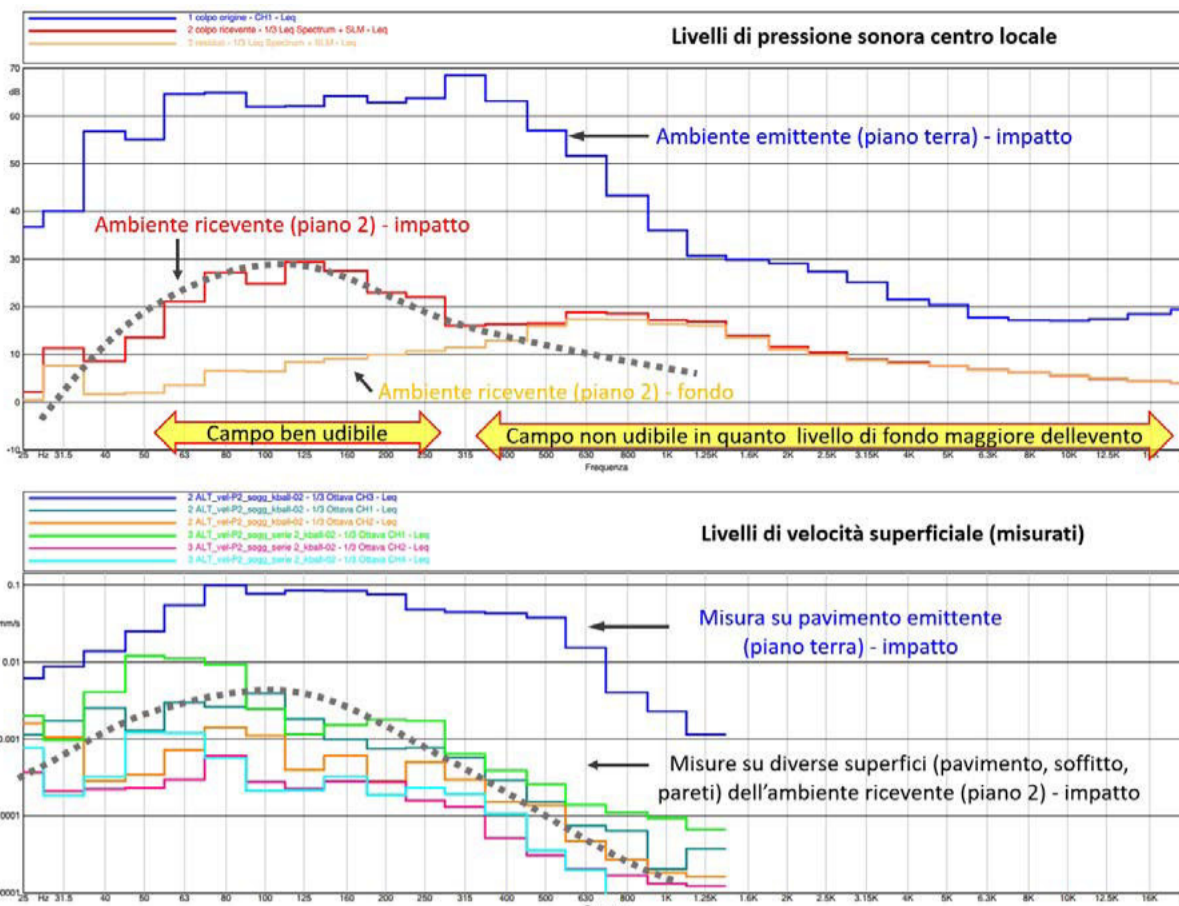 1 colpo origine - CH1 - Leq
2 colpo ricevente - 1/3 Leq Spectrum + SLM - Leq
3 residuo - 1/3 Leq Spectrum + SLM - Leq
Livelli di pressione sonora centro locale
70
dB
60
50
40
30
20
10
0
-10
Ambiente emittente (piano terra) - impatto
Ambiente ricevente (piano 2) - impatto
Ambiente ricevente (piano 2) - fondo
Campo ben udibile
Campo non udibile in quanto livello di fondo maggiore dellevento
25 Hz 31.5 40 50 63 80 100 125 160 200 250 400 500 630 800 1K 1.25K 1.6K 2K 2.5K 3.15K 4K 5K 6.3K 8K 10K 12.5K
Frequenza
2 ALT_vel-P2_sogg_kball-02 - 1/3 Ottava CH3 - Leq
2 ALT_vel-P2_sogg_kball-02 - 1/3 Ottava CH1 - Leq
2 ALT_vel-P2_sogg_kball-02 - 1/3 Ottava CH2 - Leq
3 ALT_vel-P2_sogg_serie 2_kball-02 - 1/3 Ottava CH1 - Leq
3 ALT_vel-P2_sogg_serie 2_kball-02 - 1/3 Ottava CH2 - Leq
3 ALT_vel-P2_sogg_serie 2_kball-02 - 1/3 Ottava CH4 - Leq
Livelli di velocità superficiale (misurati)
0.1
mm/s
0.01
0.001
0001
0001
Misura su pavimento emittente
(piano terra) - impatto
Misure su diverse superfici (pavimento, soffitto,
pareti) dell'ambiente ricevente (piano 2) - impatto
25 Hz 31.5 40 50 63 80 100 125 160 200 250 315 400 500 630 800 1K 1.25K 1.6K 2K 2.5K 3.15K 4K 5K 6.3K 8K 10K 12.5K 16K